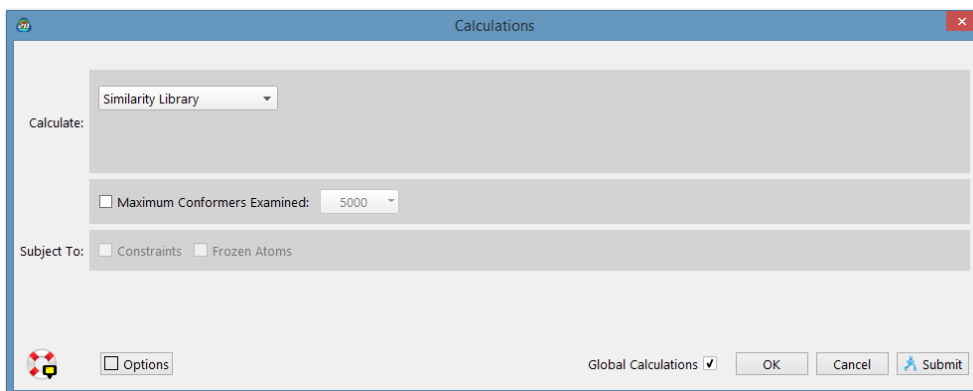 20
Calculations
Calculate:
Similarity Library
Maximum Conformers Examined: 5000
Subject To: Constraints Frozen Atoms
Options Global Calculations OK Cancel Submit